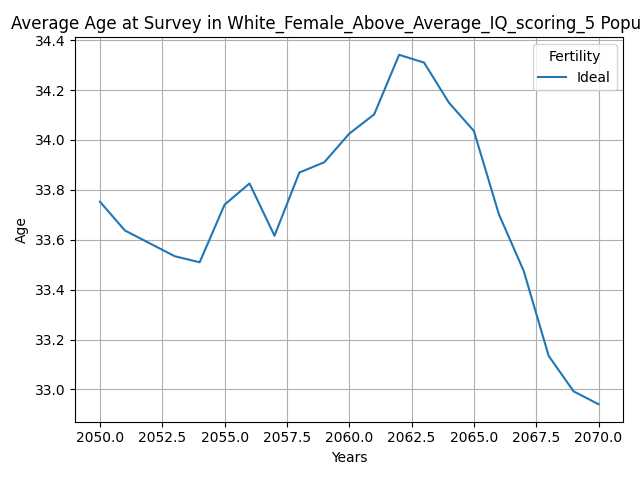 Average Age at Survey in White_Female_Above_Average_IQ_scoring_5 Popu
Fertility
Ideal
34.4
34.2
34.0
33.8
33.6
33.4
33.2
33.0
Age
2050.0 2052.5 2055.0 2057.5 2060.0 2062.5 2065.0 2067.5 2070.0
Years